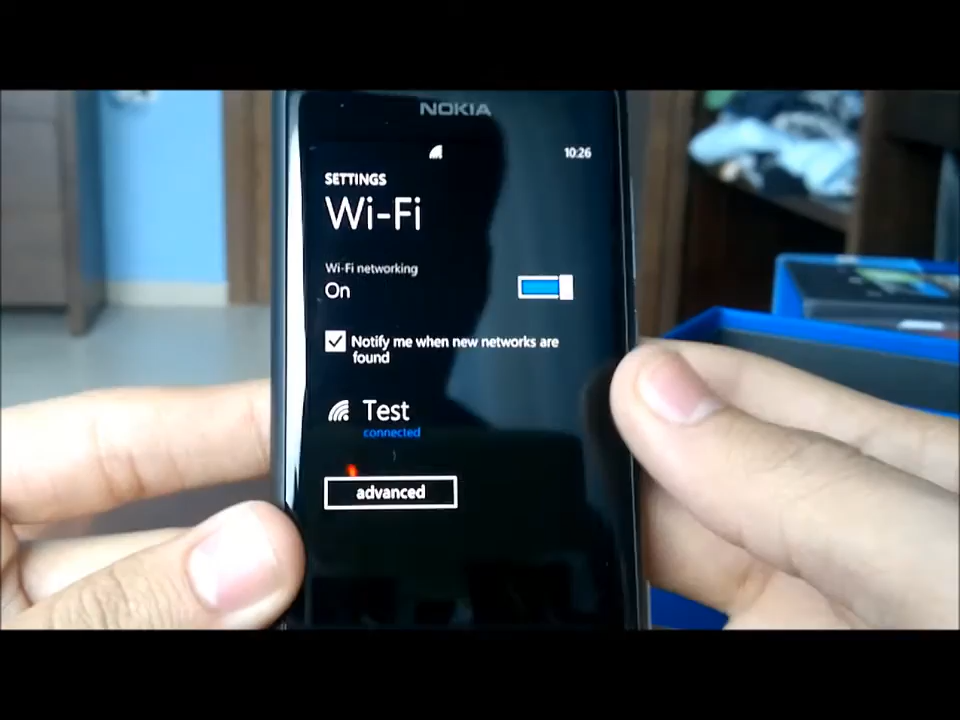 NOKIA
10:26
SETTINGS
Wi-Fi
Wi-Fi networking
On
Notify me when new networks are
found
Test
connected
advanced